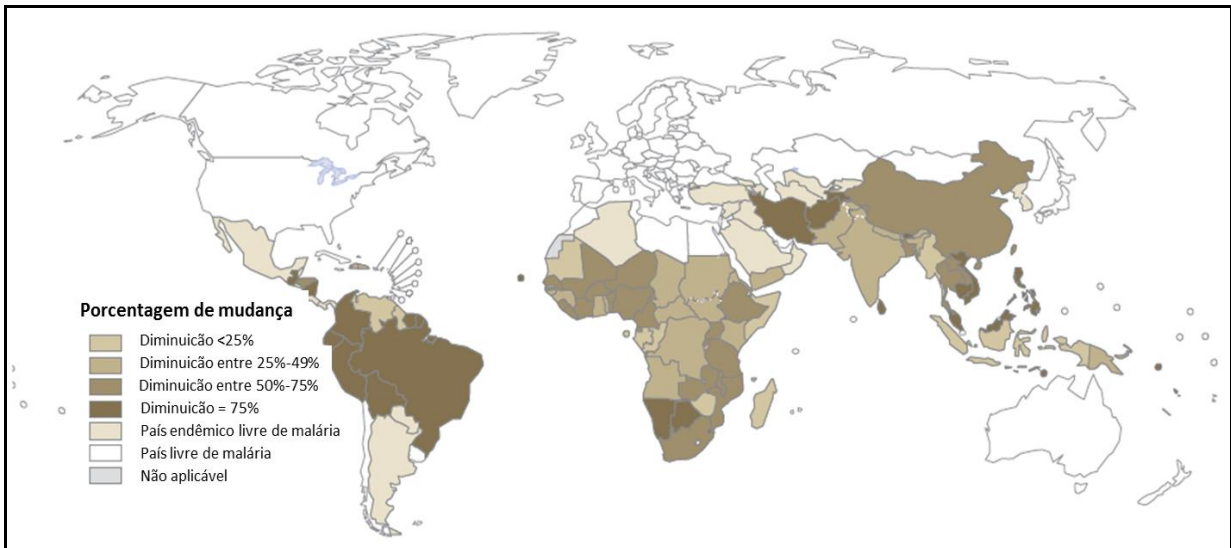 Porcentagem de mudança
Diminuicão <25%
Diminuicão entre 25%-49%
Diminuicão entre 50%-75%
Diminuicão = 75%
País endêmico livre de malária
País livre de malária
Não aplicável